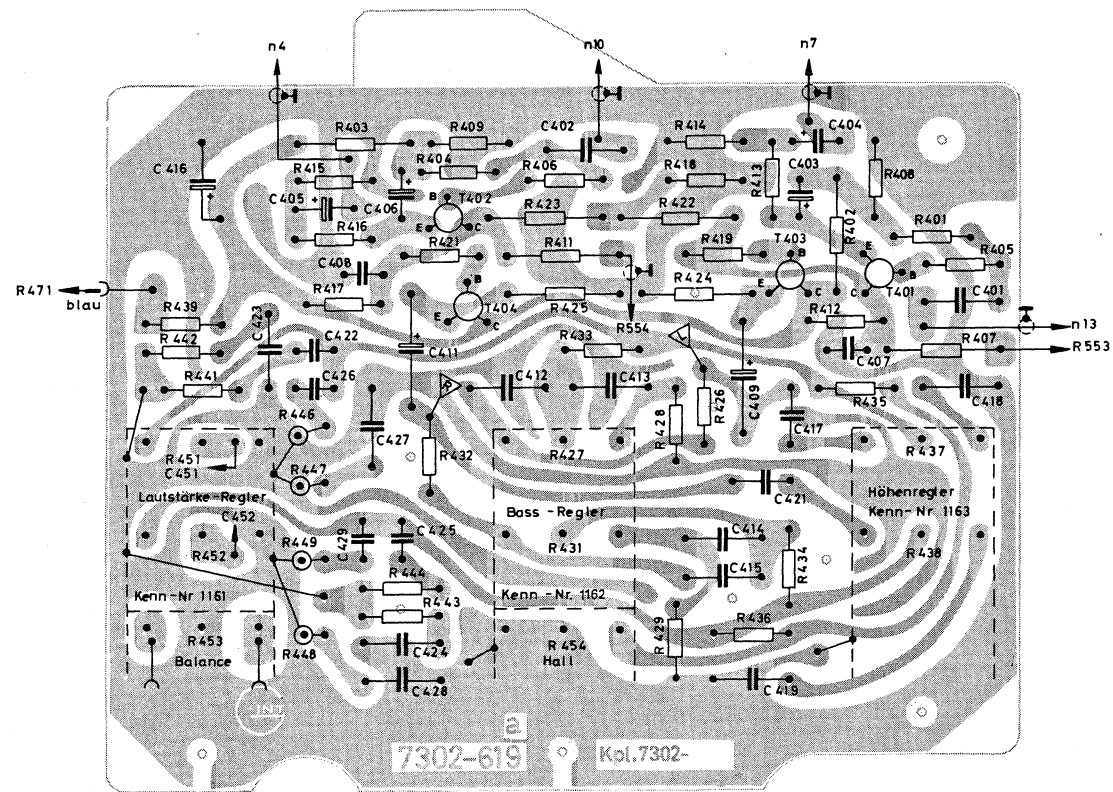 n4
n10
n7
R403
R409
C402
R414
C404
C416
R404
R406
R418
R413
C403
R408
R415
C405
C406
T402
B
E
C
R423
R422
R402
R401
R416
R421
R411
R419
T403
B
E
C
E
B
C
T401
R405
C408
R417
B
E
C
T404
R425
R424
C401
R471
blau
R439
C423
R554
R412
n13
R442
C422
C411
R433
L
R407
R553
C407
R441
C426
R
C412
C413
R426
C409
R435
C418
R446
C427
R432
R428
C417
R451
C451
R447
R427
R437
Lautstärke-Regler
C421
Höhenregler
Kenn-Nr 1163
C452
Bass-Regler
R452
R449
C429
C425
R431
C414
R434
R438
C415
R444
Kenn-Nr 1161
Kenn-Nr. 1162
R443
R453
Balance
R448
C424
R454
Hall
R429
R436
C428
C419
INT
a
7302-619
Kpl.7302-